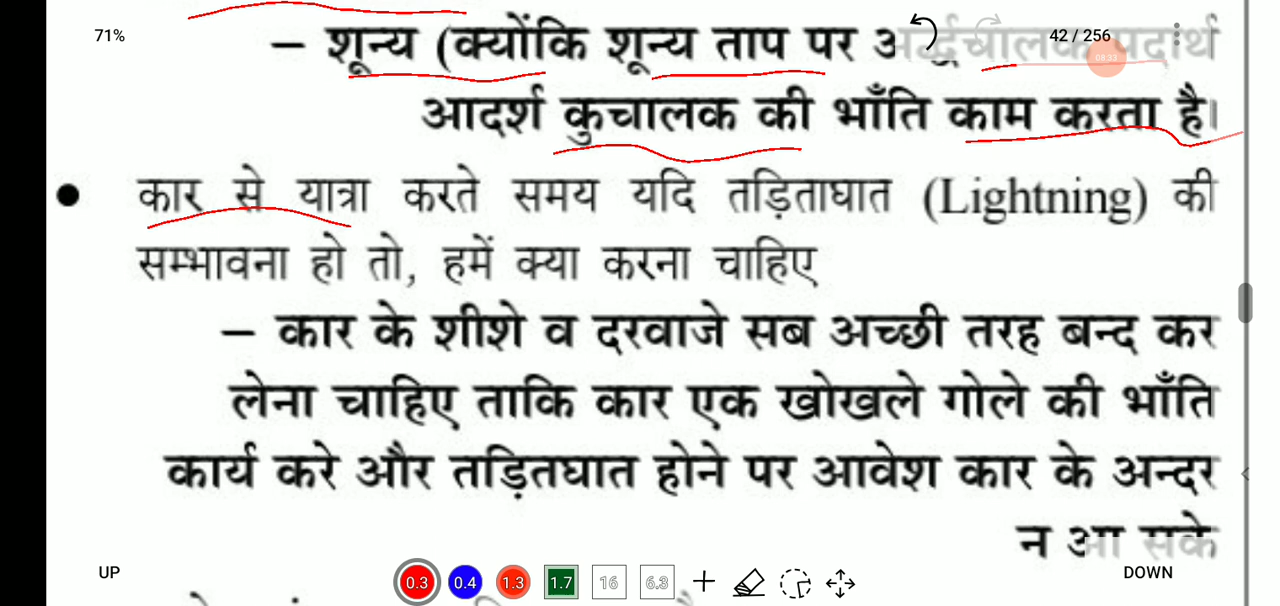 71%
42 / 256
– शून्य (क्योंकि शून्य ताप पर अर्द्धचालक पदार्थ
08:33
आदर्श कुचालक की भाँति काम करता है।
● कार से यात्रा करते समय यदि तड़िताघात (Lightning) की
सम्भावना हो तो, हमें क्या करना चाहिए
– कार के शीशे व दरवाजे सब अच्छी तरह बन्द कर
लेना चाहिए ताकि कार एक खोखले गोले की भाँति
कार्य करे और तड़ितघात होने पर आवेश कार के अन्दर
न आ सके
UP
0.3 0.4 1.3 1.7 16 6.3
DOWN